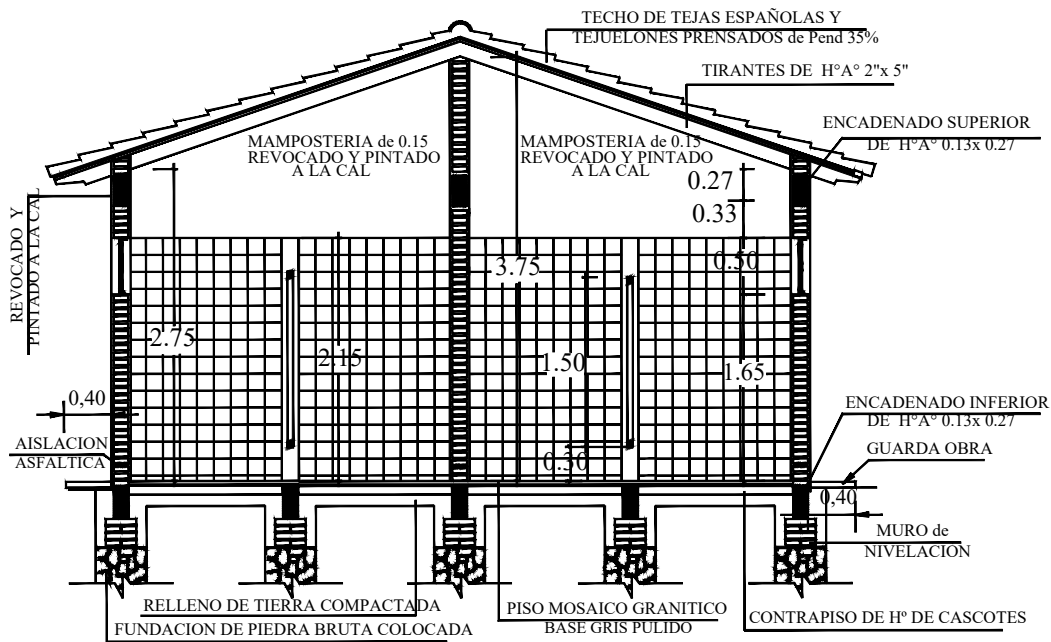 TECHO DE TEJAS ESPAÑOLAS Y
TEJUELONES PRENSADOS de Pend 35%
TIRANTES DE H°A° 2"x 5"
ENCADENADO SUPERIOR
DE H°A° 0.13x 0.27
MAMPOSTERIA de 0.15
REVOCADO Y PINTADO
A LA CAL
MAMPOSTERIA de 0.15
REVOCADO Y PINTADO
A LA CAL
0.27
0.33
REVOCADO Y
PINTADO A LA CAL
3.75
0.50
2.75
2.15
1.50
1.65
0,40
ENCADENADO INFERIOR
DE H°A° 0.13x 0.27
AISLACION
ASFALTICA
GUARDA OBRA
0.30
0,40
MURO de
NIVELACION
RELLENO DE TIERRA COMPACTADA
FUNDACION DE PIEDRA BRUTA COLOCADA
PISO MOSAICO GRANITICO
BASE GRIS PULIDO
CONTRAPISO DE Hº DE CASCOTES